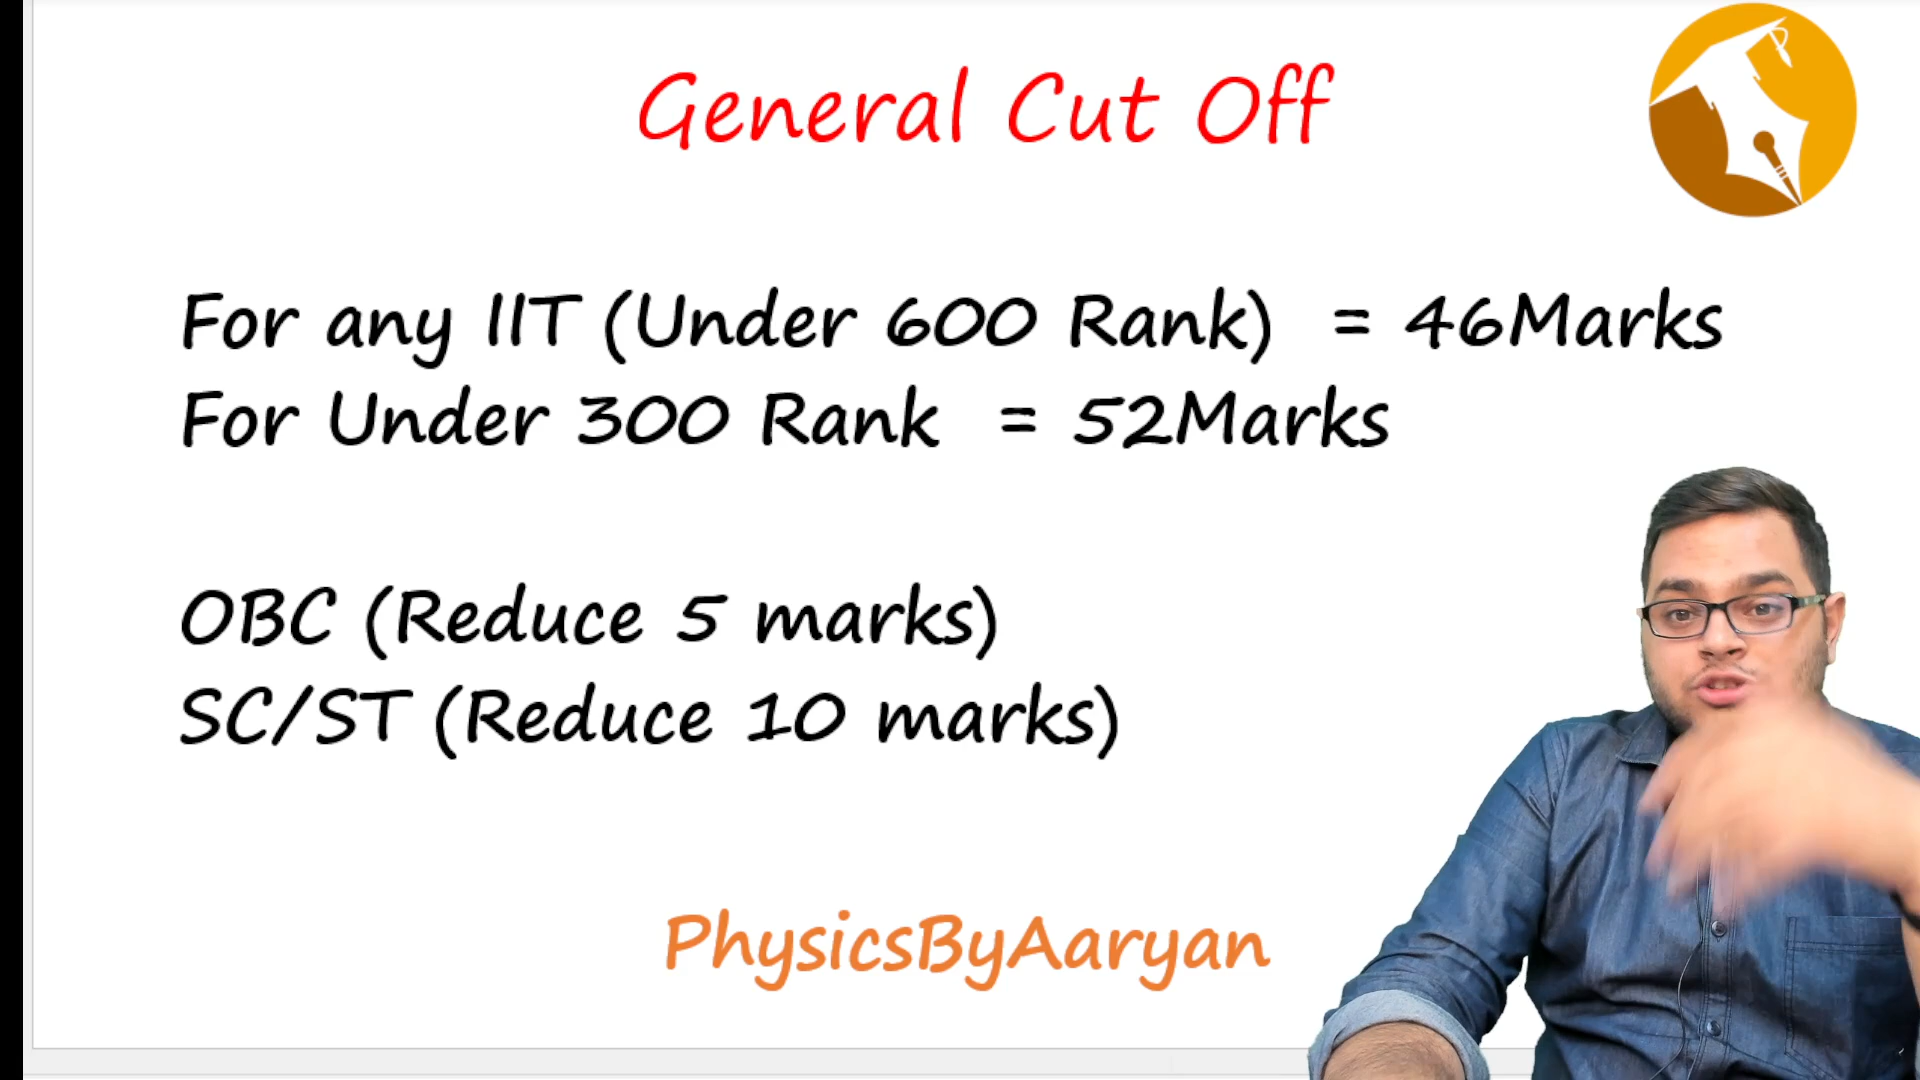 General Cut Off
For any IIT (Under 600 Rank) = 46Marks
For Under 300 Rank = 52Marks
OBC (Reduce 5 marks)
SC/ST (Reduce 10 marks)
PhysicsByAaryan